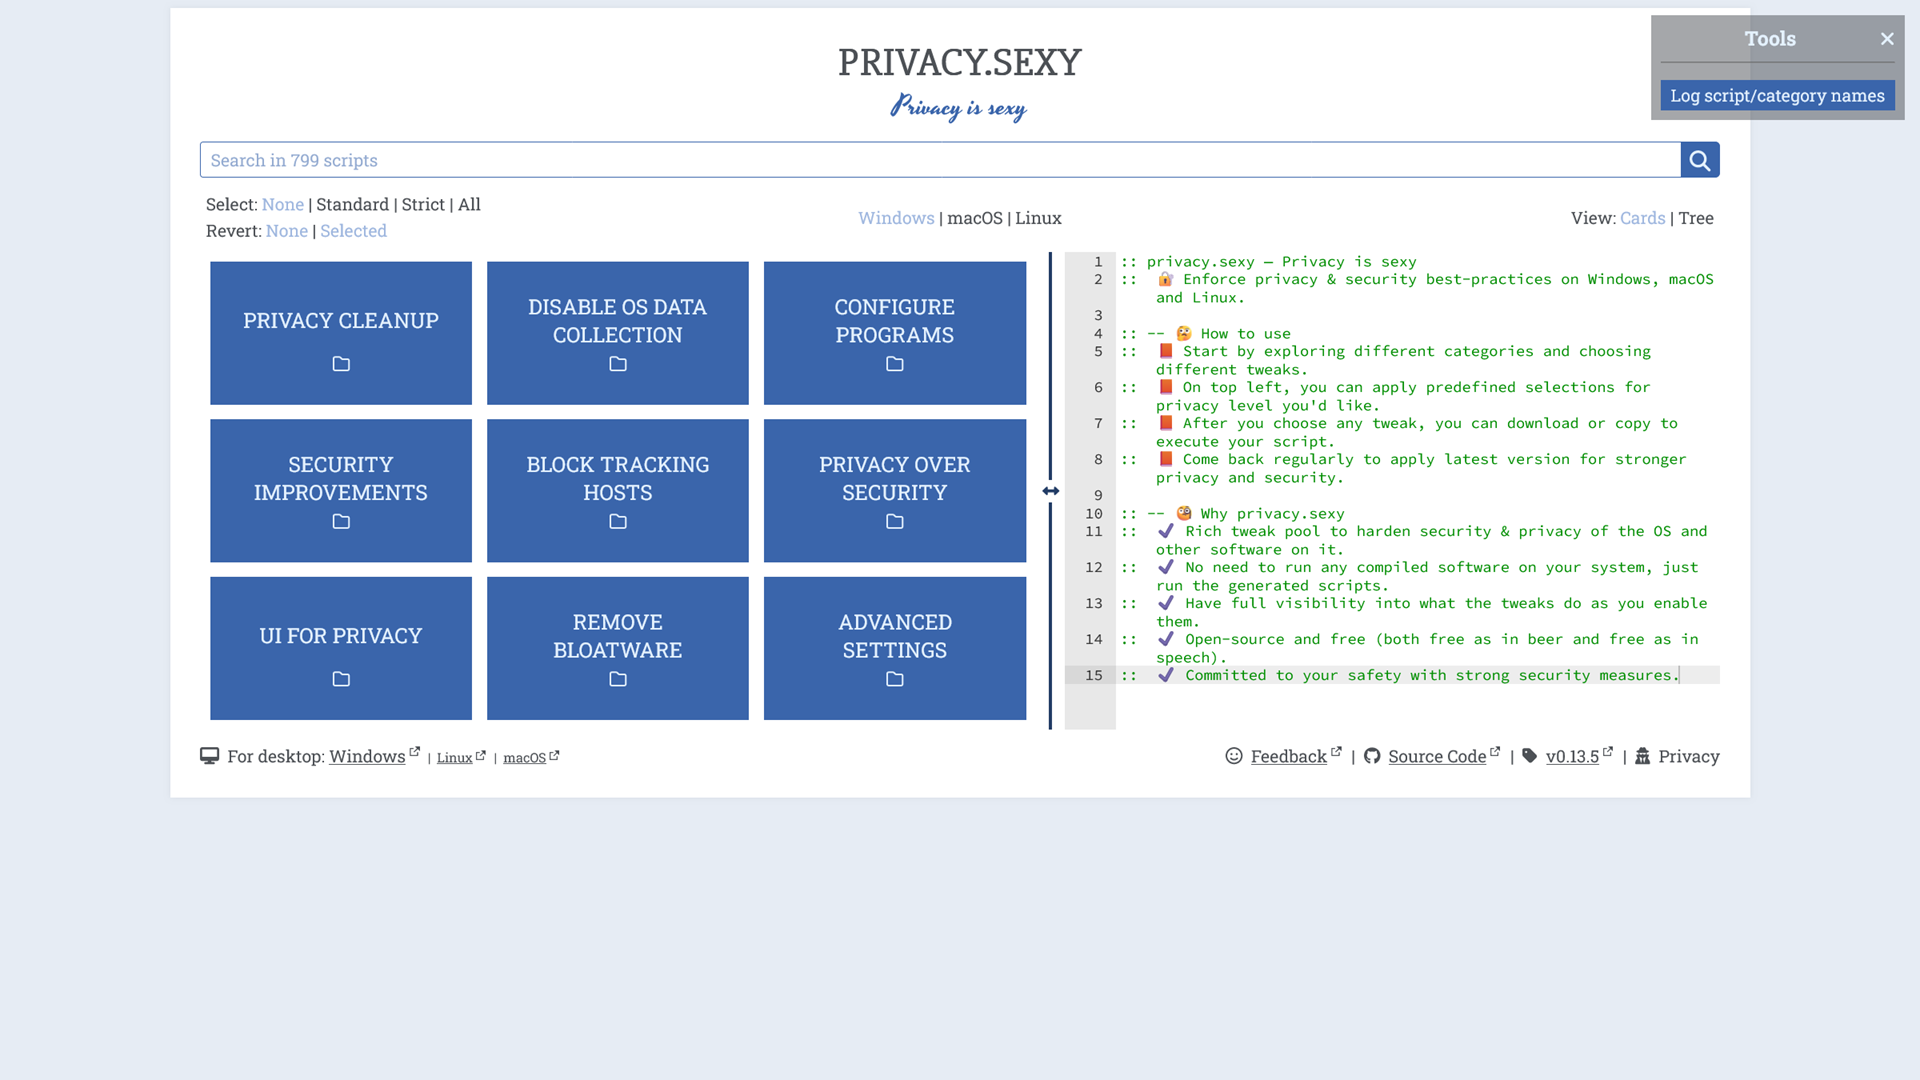 PRIVACY.SEXY
Privacy is sexy
Tools
Log script/category names
Search in 799 scripts
Select: None | Standard | Strict | All
Revert: None | Selected
Windows | macOS | Linux
View: Cards | Tree
PRIVACY CLEANUP
DISABLE OS DATA
COLLECTION
CONFIGURE
PROGRAMS
SECURITY
IMPROVEMENTS
BLOCK TRACKING
HOSTS
PRIVACY OVER
SECURITY
UI FOR PRIVACY
REMOVE
BLOATWARE
ADVANCED
SETTINGS
1 :: privacy.sexy — Privacy is sexy
2 :: 🔐 Enforce privacy & security best-practices on Windows, macOS
and Linux.
3
4 :: -- 🤔 How to use
5 :: 📕 Start by exploring different categories and choosing
different tweaks.
6 :: 📕 On top left, you can apply predefined selections for
privacy level you'd like.
7 :: 📕 After you choose any tweak, you can download or copy to
execute your script.
8 :: 📕 Come back regularly to apply latest version for stronger
privacy and security.
9
10 :: -- 🧐 Why privacy.sexy
11 :: ✔ Rich tweak pool to harden security & privacy of the OS and
other software on it.
12 :: ✔ No need to run any compiled software on your system, just
run the generated scripts.
13 :: ✔ Have full visibility into what the tweaks do as you enable
them.
14 :: ✔ Open-source and free (both free as in beer and free as in
speech).
15 :: ✔ Committed to your safety with strong security measures.
For desktop: Windows | Linux | macOS
Feedback | Source Code | v0.13.5 | Privacy